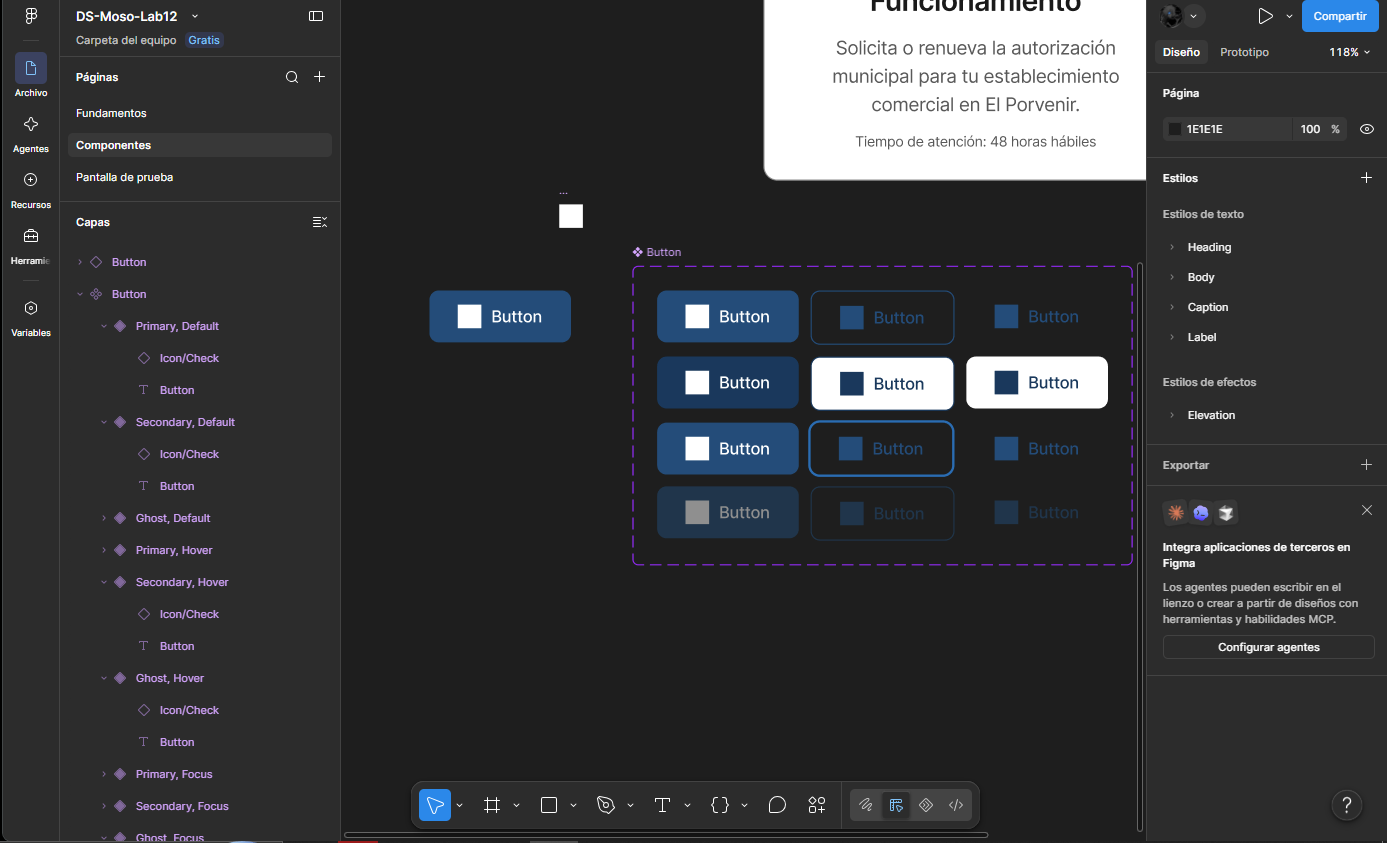 DS-Moso-Lab12
Carpeta del equipo Gratis
Páginas
Fundamentos
Componentes
Pantalla de prueba
Capas
Button
Button
Primary, Default
Icon/Check
Button
Secondary, Default
Icon/Check
Button
Ghost, Default
Primary, Hover
Secondary, Hover
Icon/Check
Button
Ghost, Hover
Icon/Check
Button
Primary, Focus
Secondary, Focus
Ghost, Focus
Archivo
Agentes
Recursos
Herramie
Variables
Funcionamiento
Solicita o renueva la autorización
municipal para tu establecimiento
comercial en El Porvenir.
Tiempo de atención: 48 horas hábiles
...
Button
Button
Button Button Button
Button Button Button
Button Button Button
Button Button Button
Compartir
Diseño Prototipo 118%
Página
1E1E1E 100 %
Estilos
Estilos de texto
Heading
Body
Caption
Label
Estilos de efectos
Elevation
Exportar
Integra aplicaciones de terceros en
Figma
Los agentes pueden escribir en el
lienzo o crear a partir de diseños con
herramientas y habilidades MCP.
Configurar agentes
?